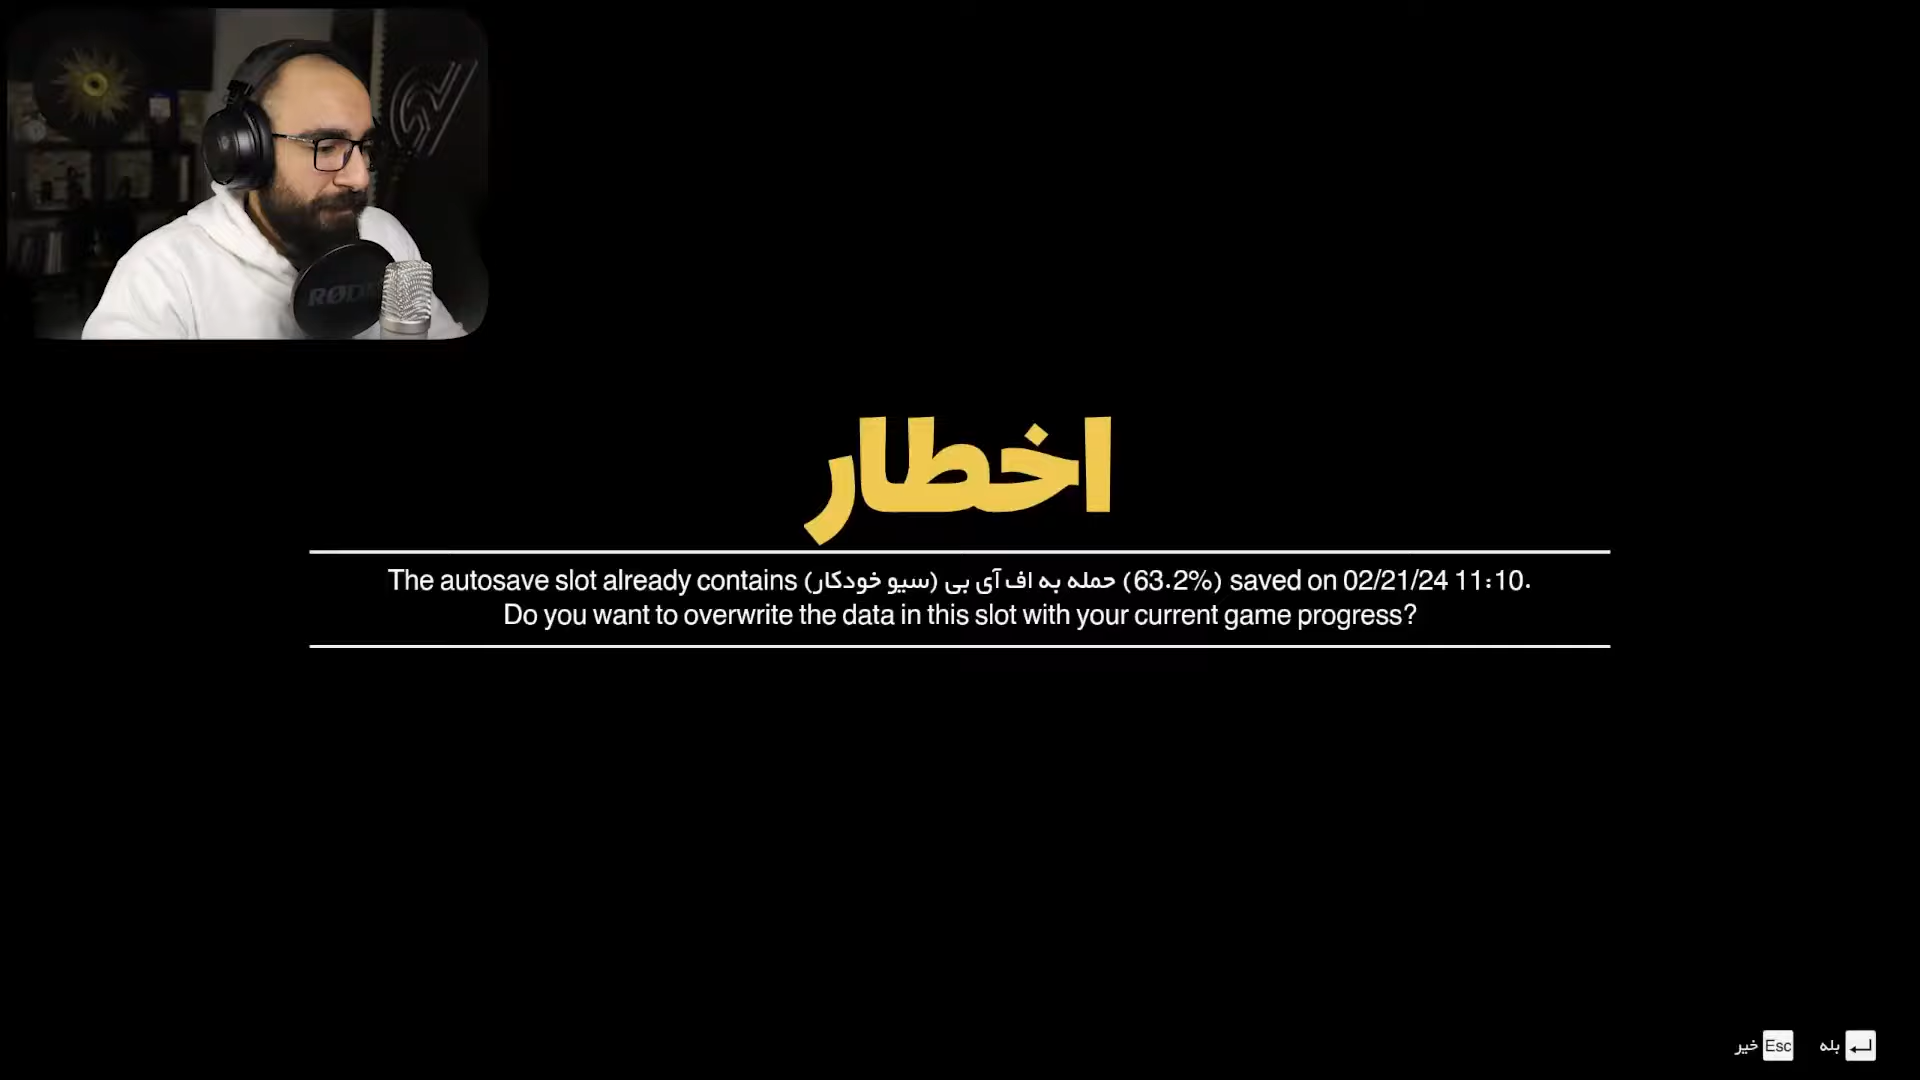 RØD
اخطار
The autosave slot already contains حمله به اف آی بی (سیو خودکار) (63.2%) saved on 02/21/24 11:10.
Do you want to overwrite the data in this slot with your current game progress?
خیر Esc بله